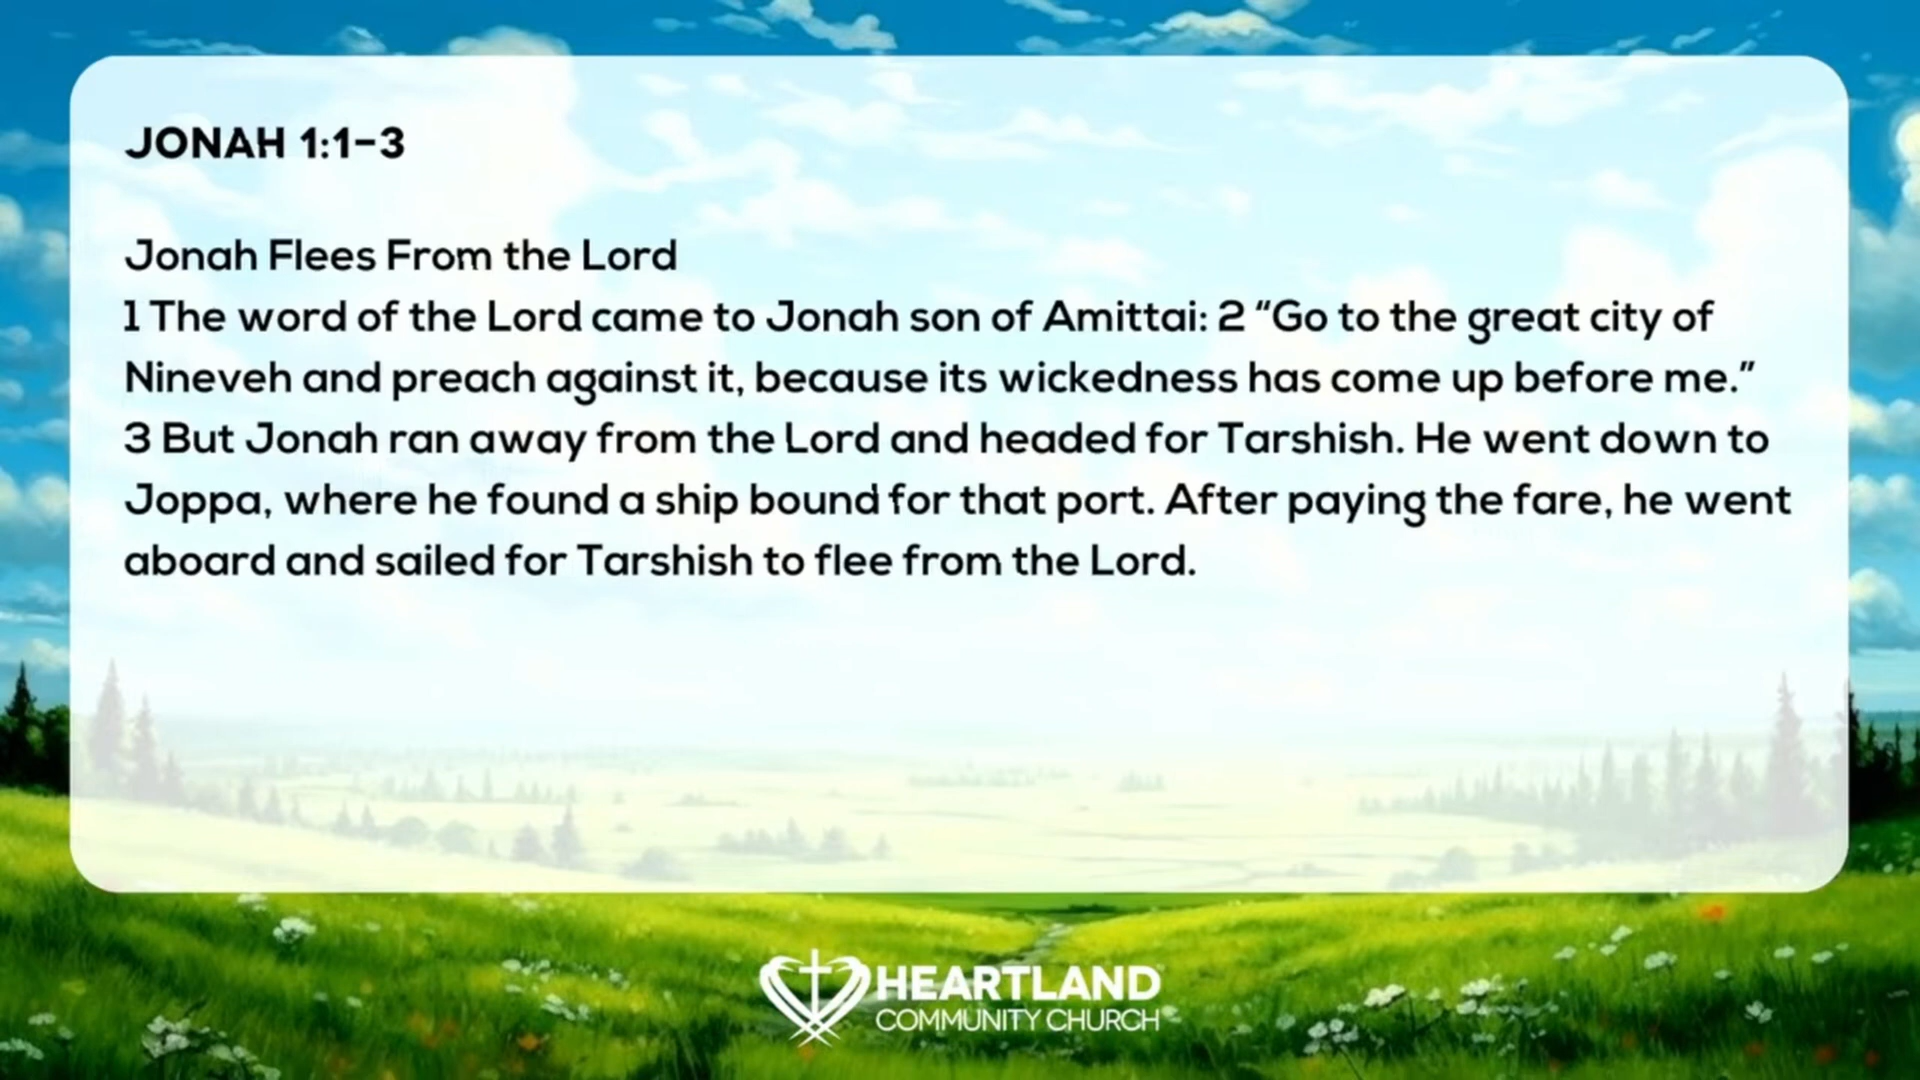 JONAH 1:1-3
Jonah Flees From the Lord
1 The word of the Lord came to Jonah son of Amittai: 2 “Go to the great city of
Nineveh and preach against it, because its wickedness has come up before me.”
3 But Jonah ran away from the Lord and headed for Tarshish. He went down to
Joppa, where he found a ship bound for that port. After paying the fare, he went
aboard and sailed for Tarshish to flee from the Lord.
HEARTLAND
COMMUNITY CHURCH